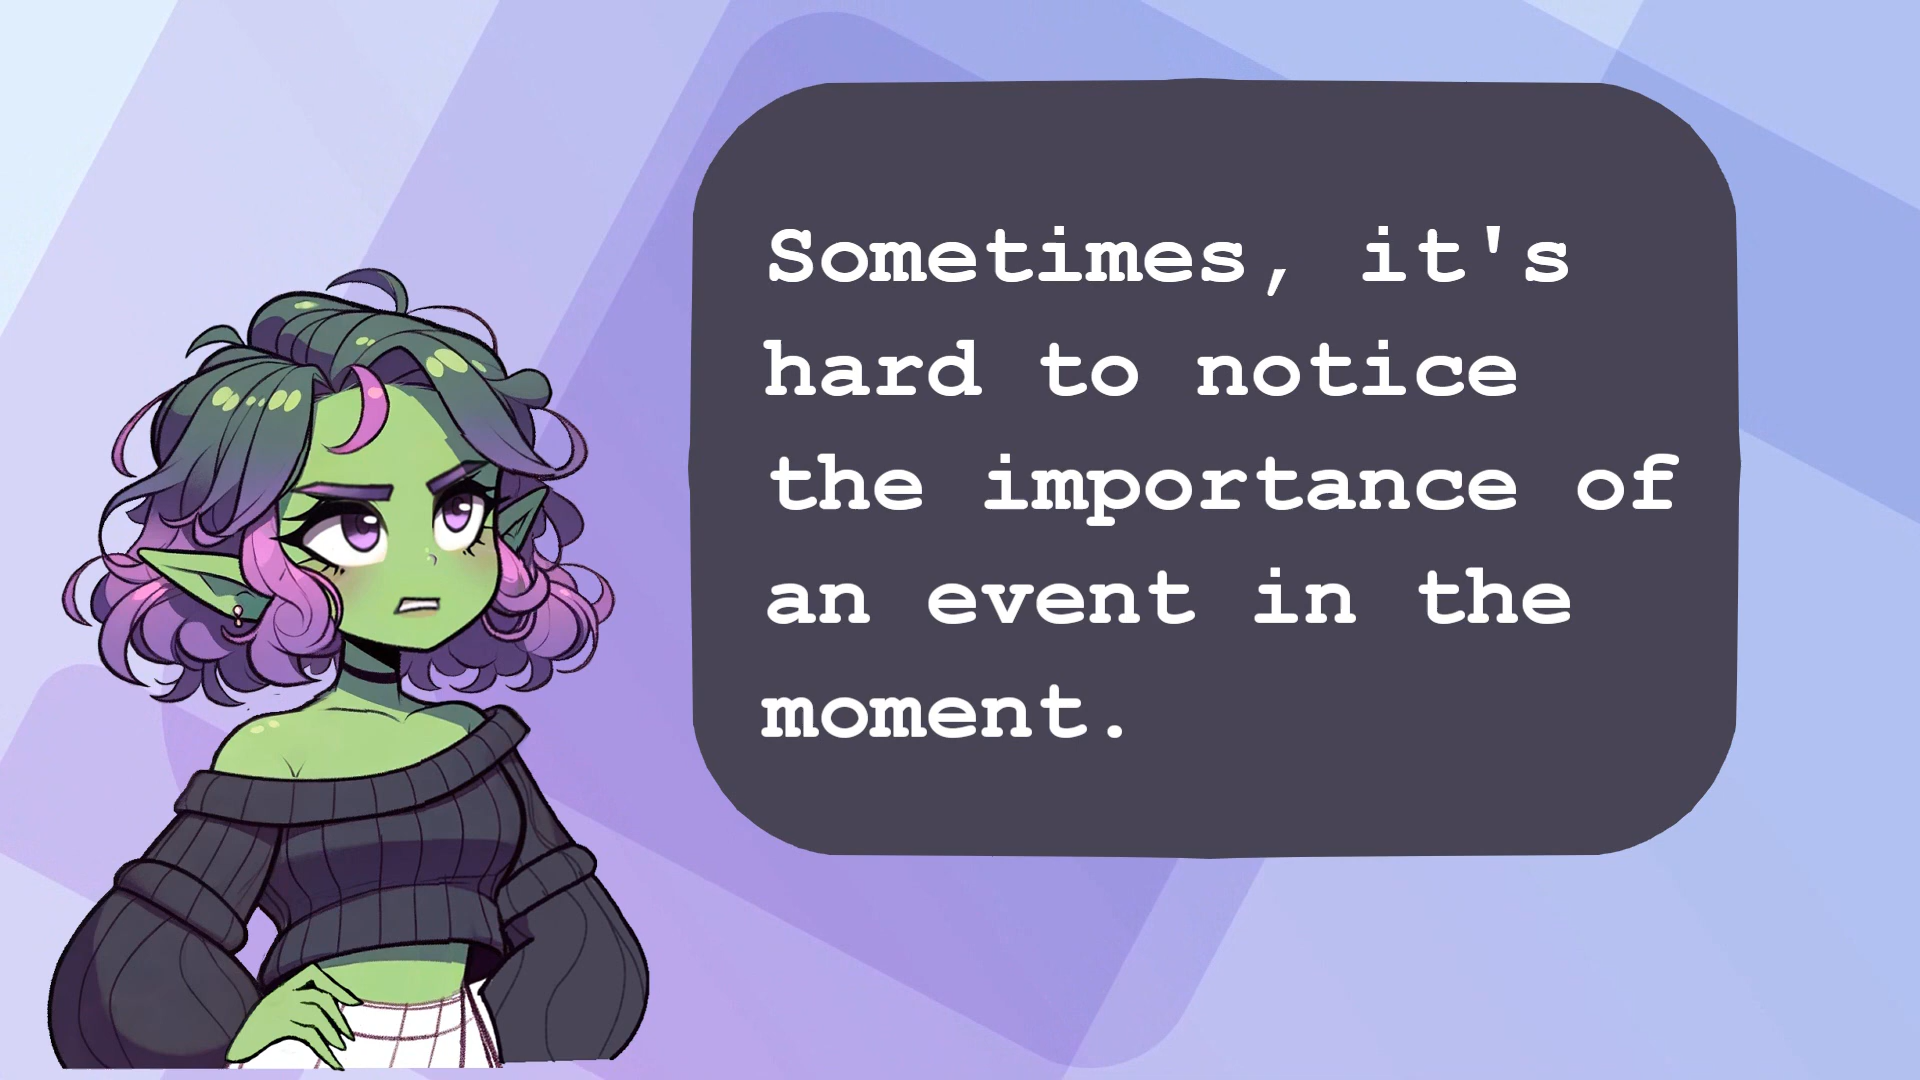 Sometimes, it's
hard to notice
the importance of
an event in the
moment.